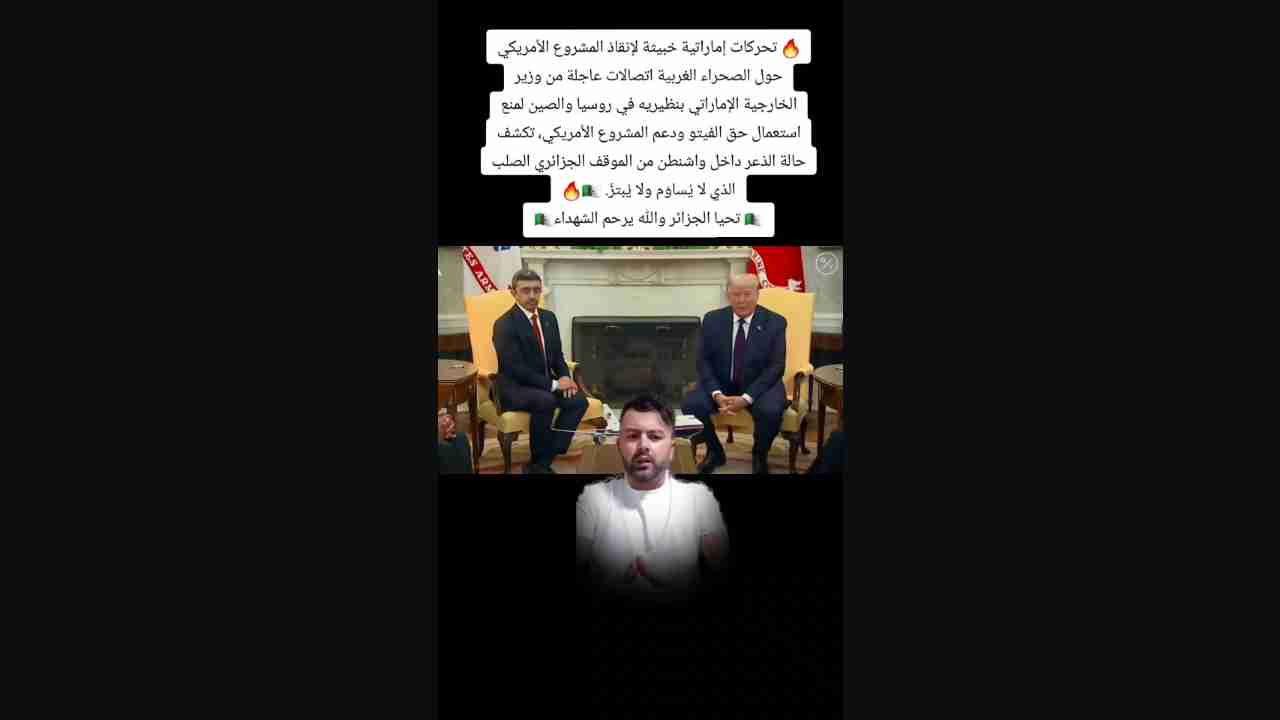 🔥 تحركات إماراتية خبيثة لإنقاذ المشروع الأمريكي
حول الصحراء الغربية اتصالات عاجلة من وزير
الخارجية الإماراتي بنظيريه في روسيا والصين لمنع
استعمال حق الفيتو ودعم المشروع الأمريكي، تكشف
حالة الذعر داخل واشنطن من الموقف الجزائري الصلب
الذي لا يُساوَم ولا يُبتزّ. 🇩🇿🔥
🇩🇿 تحيا الجزائر والله يرحم الشهداء 🇩🇿